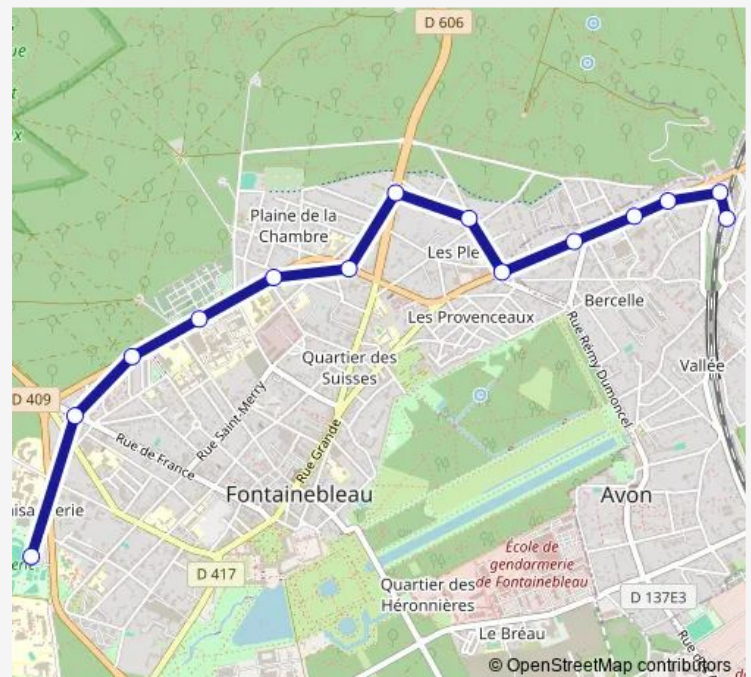 D 606
ue
t
x
Plaine de la
Chambre
Les Ple
Bercelle
Les Provenceaux
Rue Rémy Dumoncel
Quartier des
Suisses
Vallée
D 409
Rue Saint-Merry
Rue de France
Rue Grande
Fontainebleau
Avon
isa
erie
D 417
École de
gendarmerie
de Fontainebleau
Quartier des
Héronnières
D 137E3
Le Bréau
© OpenStreetMap contributors